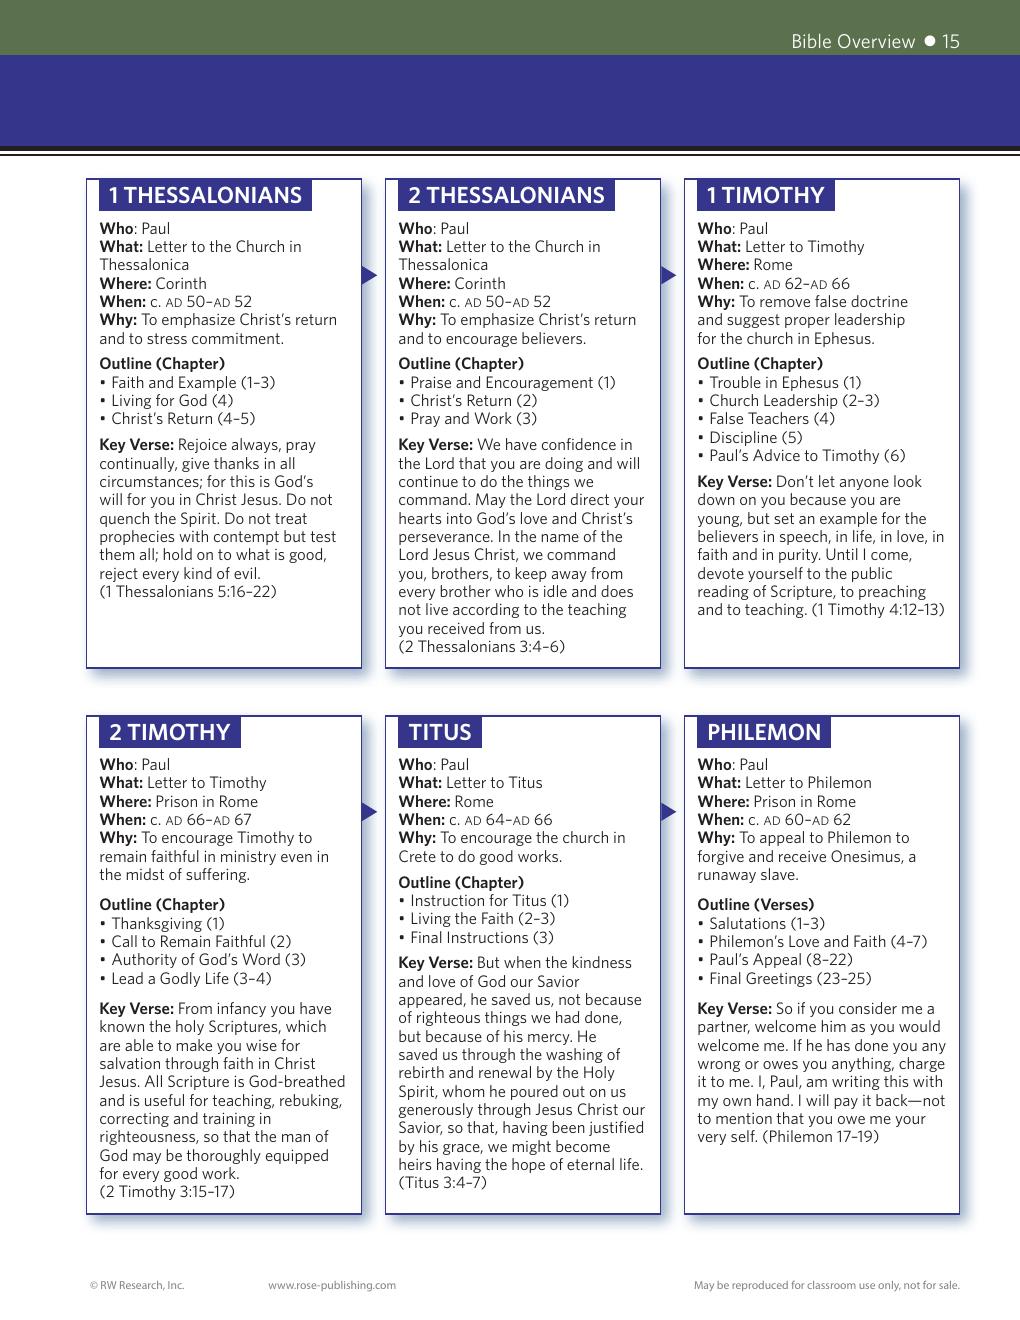 Bible Overview ● 15
1 THESSALONIANS
Who: Paul
What: Letter to the Church in
Thessalonica
Where: Corinth
When: c. AD 50–AD 52
Why: To emphasize Christ's return
and to stress commitment.
Outline (Chapter)
• Faith and Example (1–3)
• Living for God (4)
• Christ's Return (4–5)
Key Verse: Rejoice always, pray
continually, give thanks in all
circumstances; for this is God's
will for you in Christ Jesus. Do not
quench the Spirit. Do not treat
prophecies with contempt but test
them all; hold on to what is good,
reject every kind of evil.
(1 Thessalonians 5:16–22)
2 THESSALONIANS
Who: Paul
What: Letter to the Church in
Thessalonica
Where: Corinth
When: c. AD 50–AD 52
Why: To emphasize Christ's return
and to encourage believers.
Outline (Chapter)
• Praise and Encouragement (1)
• Christ's Return (2)
• Pray and Work (3)
Key Verse: We have confidence in
the Lord that you are doing and will
continue to do the things we
command. May the Lord direct your
hearts into God's love and Christ's
perseverance. In the name of the
Lord Jesus Christ, we command
you, brothers, to keep away from
every brother who is idle and does
not live according to the teaching
you received from us.
(2 Thessalonians 3:4–6)
1 TIMOTHY
Who: Paul
What: Letter to Timothy
Where: Rome
When: c. AD 62–AD 66
Why: To remove false doctrine
and suggest proper leadership
for the church in Ephesus.
Outline (Chapter)
• Trouble in Ephesus (1)
• Church Leadership (2–3)
• False Teachers (4)
• Discipline (5)
• Paul's Advice to Timothy (6)
Key Verse: Don't let anyone look
down on you because you are
young, but set an example for the
believers in speech, in life, in love, in
faith and in purity. Until I come,
devote yourself to the public
reading of Scripture, to preaching
and to teaching. (1 Timothy 4:12–13)
2 TIMOTHY
Who: Paul
What: Letter to Timothy
Where: Prison in Rome
When: c. AD 66–AD 67
Why: To encourage Timothy to
remain faithful in ministry even in
the midst of suffering.
Outline (Chapter)
• Thanksgiving (1)
• Call to Remain Faithful (2)
• Authority of God's Word (3)
• Lead a Godly Life (3–4)
Key Verse: From infancy you have
known the holy Scriptures, which
are able to make you wise for
salvation through faith in Christ
Jesus. All Scripture is God-breathed
and is useful for teaching, rebuking,
correcting and training in
righteousness, so that the man of
God may be thoroughly equipped
for every good work.
(2 Timothy 3:15–17)
TITUS
Who: Paul
What: Letter to Titus
Where: Rome
When: c. AD 64–AD 66
Why: To encourage the church in
Crete to do good works.
Outline (Chapter)
• Instruction for Titus (1)
• Living the Faith (2–3)
• Final Instructions (3)
Key Verse: But when the kindness
and love of God our Savior
appeared, he saved us, not because
of righteous things we had done,
but because of his mercy. He
saved us through the washing of
rebirth and renewal by the Holy
Spirit, whom he poured out on us
generously through Jesus Christ our
Savior, so that, having been justified
by his grace, we might become
heirs having the hope of eternal life.
(Titus 3:4–7)
PHILEMON
Who: Paul
What: Letter to Philemon
Where: Prison in Rome
When: c. AD 60–AD 62
Why: To appeal to Philemon to
forgive and receive Onesimus, a
runaway slave.
Outline (Verses)
• Salutations (1–3)
• Philemon's Love and Faith (4–7)
• Paul's Appeal (8–22)
• Final Greetings (23–25)
Key Verse: So if you consider me a
partner, welcome him as you would
welcome me. If he has done you any
wrong or owes you anything, charge
it to me. I, Paul, am writing this with
my own hand. I will pay it back—not
to mention that you owe me your
very self. (Philemon 17–19)
© RW Research, Inc. www.rose-publishing.com May be reproduced for classroom use only, not for sale.